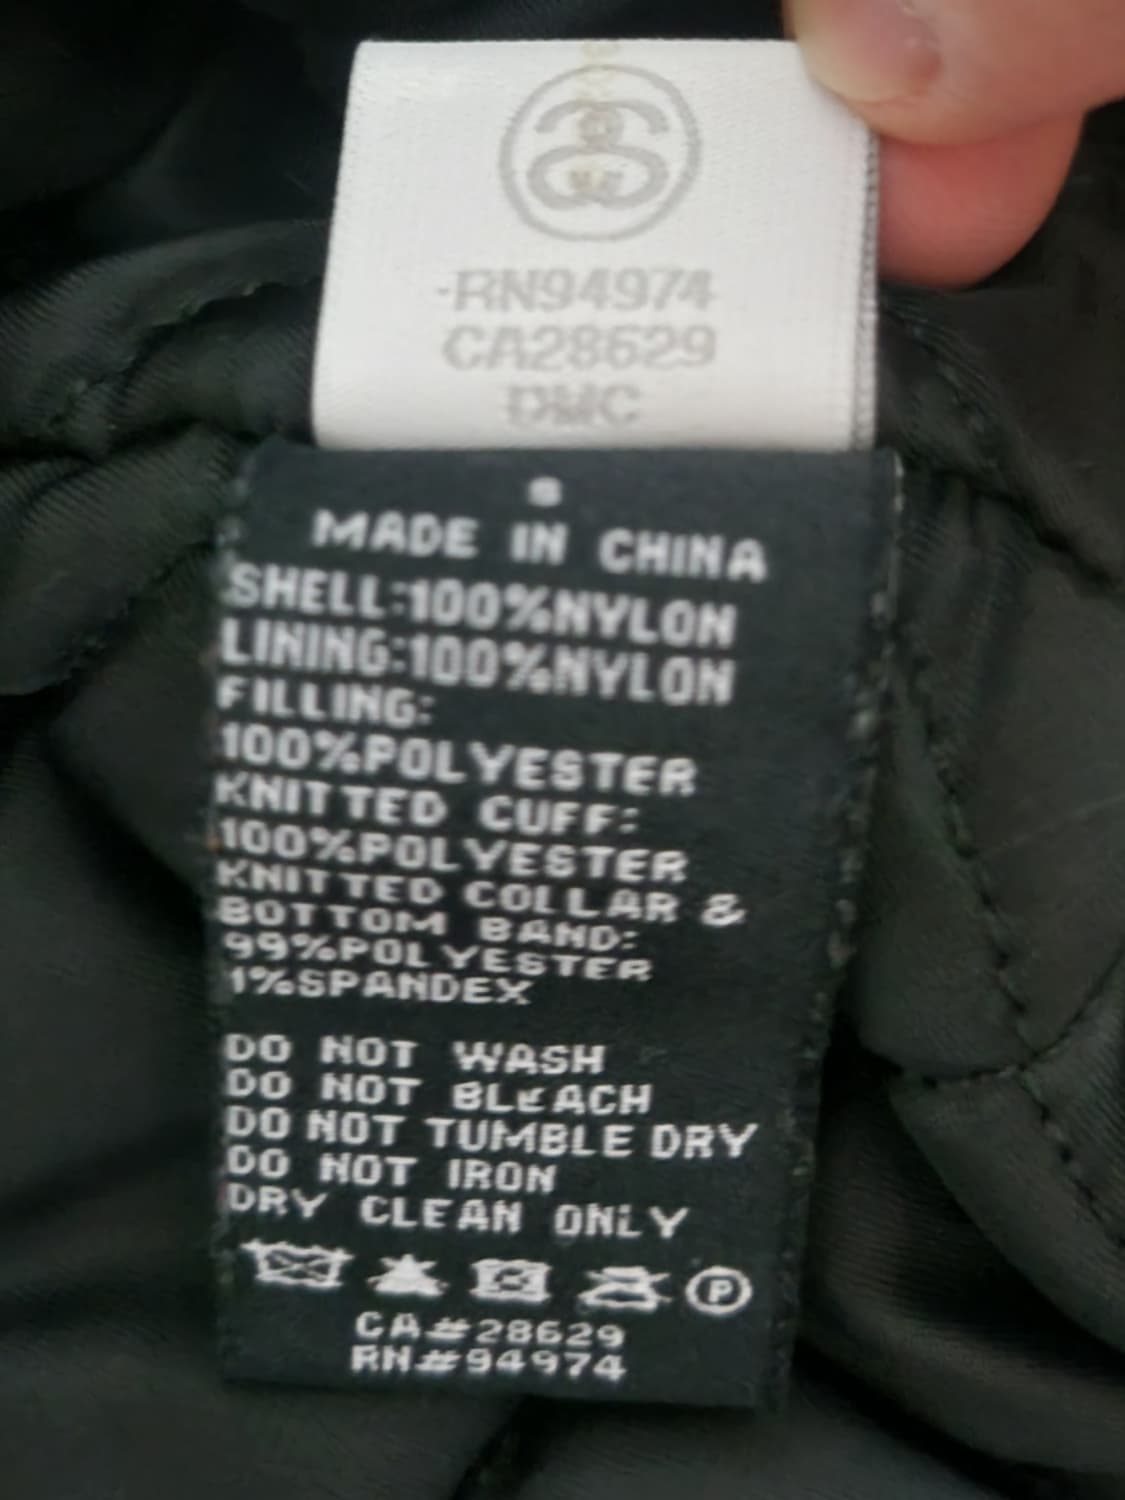 -RN94974
CA28629
DMC
S
MADE IN CHINA
SHELL:100%NYLON
LINING:100%NYLON
FILLING:
100%POLYESTER
KNITTED CUFF:
100%POLYESTER
KNITTED COLLAR &
BOTTOM BAND:
99%POLYESTER
1%SPANDEX
DO NOT WASH
DO NOT BLEACH
DO NOT TUMBLE DRY
DO NOT IRON
DRY CLEAN ONLY
P
CA#28629
RN#94974